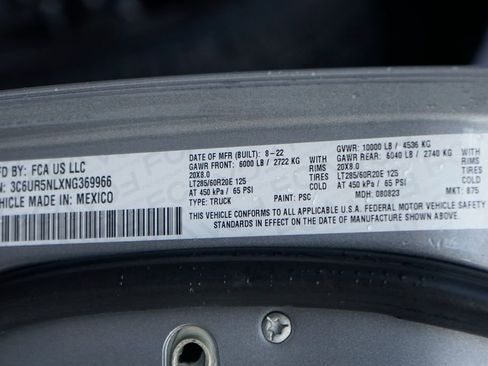 FD BY: FCA US LLC
3C6UR5NLXNG369966
EHICLE MADE IN: MEXICO
DATE OF MFR (BTWG): 8-22
GAWR FRONT: 6000 LB / 2722 KG
WITH
20X8.0 RIMS
LT285/60R20E 125
AT 450 kPa / 65 PSI COLD
TYPE: TRUCK PAINT: PSC
GVWR: 10000 LB / 4536 KG
GAWR REAR: 6040 LB / 2740 KG
WITH
20X8.0 RIMS
LT285/60R20E 125
AT 450 kPa / 65 PSI COLD
MDH: 080823 MKT: 875
THIS VEHICLE CONFORMS TO ALL APPLICABLE U.S.A. FEDERAL MOTOR VEHICLE SAFETY
STANDARDS IN EFFECT ON THE DATE OF MANUFACTURE SHOWN ABOVE.